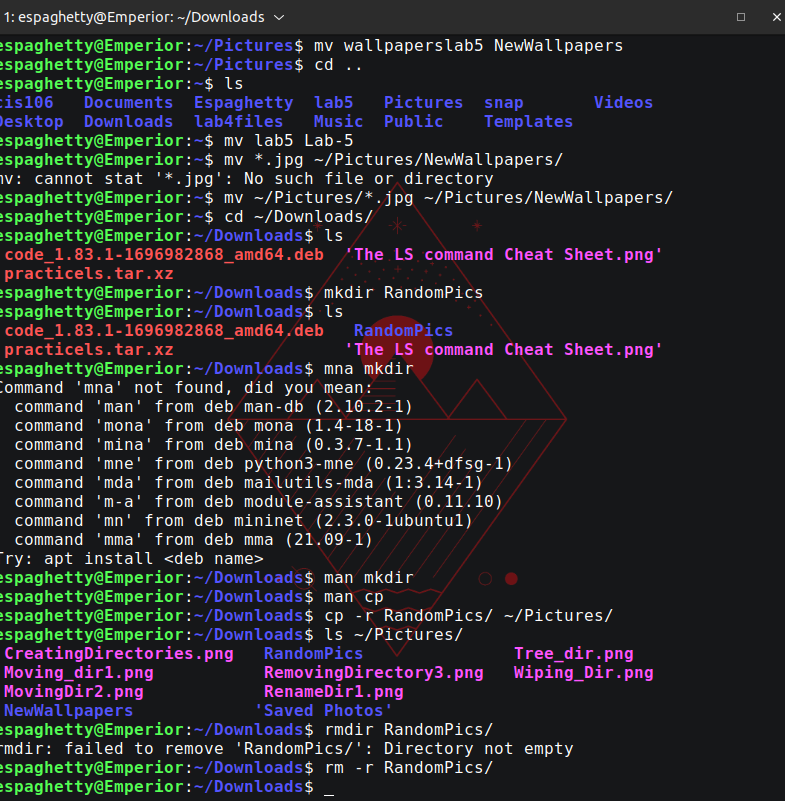 1: espaghetty@Emperior: ~/Downloads
espaghetty@Emperior:~/Pictures$ mv wallpaperslab5 NewWallpapers
espaghetty@Emperior:~/Pictures$ cd ..
espaghetty@Emperior:~$ ls
cis106   Documents  Espaghetty  lab5   Pictures  snap       Videos
Desktop  Downloads  lab4files   Music  Public    Templates
espaghetty@Emperior:~$ mv lab5 Lab-5
espaghetty@Emperior:~$ mv *.jpg ~/Pictures/NewWallpapers/
mv: cannot stat '*.jpg': No such file or directory
espaghetty@Emperior:~$ mv ~/Pictures/*.jpg ~/Pictures/NewWallpapers/
espaghetty@Emperior:~$ cd ~/Downloads/
espaghetty@Emperior:~/Downloads$ ls
code_1.83.1-1696982868_amd64.deb  'The LS command Cheat Sheet.png'
practicels.tar.xz
espaghetty@Emperior:~/Downloads$ mkdir RandomPics
espaghetty@Emperior:~/Downloads$ ls
code_1.83.1-1696982868_amd64.deb   RandomPics
practicels.tar.xz                 'The LS command Cheat Sheet.png'
espaghetty@Emperior:~/Downloads$ mna mkdir
Command 'mna' not found, did you mean:
command 'man' from deb man-db (2.10.2-1)
command 'mona' from deb mona (1.4-18-1)
command 'mina' from deb mina (0.3.7-1.1)
command 'mne' from deb python3-mne (0.23.4+dfsg-1)
command 'mda' from deb mailutils-mda (1:3.14-1)
command 'm-a' from deb module-assistant (0.11.10)
command 'mn' from deb mininet (2.3.0-1ubuntu1)
command 'mma' from deb mma (21.09-1)
Try: apt install <deb name>
espaghetty@Emperior:~/Downloads$ man mkdir
espaghetty@Emperior:~/Downloads$ man cp
espaghetty@Emperior:~/Downloads$ cp -r RandomPics/ ~/Pictures/
espaghetty@Emperior:~/Downloads$ ls ~/Pictures/
CreatingDirectories.png   RandomPics               Tree_dir.png
Moving_dir1.png           RemovingDirectory3.png   Wiping_Dir.png
MovingDir2.png            RenameDir1.png
NewWallpapers            'Saved Photos'
espaghetty@Emperior:~/Downloads$ rmdir RandomPics/
rmdir: failed to remove 'RandomPics/': Directory not empty
espaghetty@Emperior:~/Downloads$ rm -r RandomPics/
espaghetty@Emperior:~/Downloads$ _